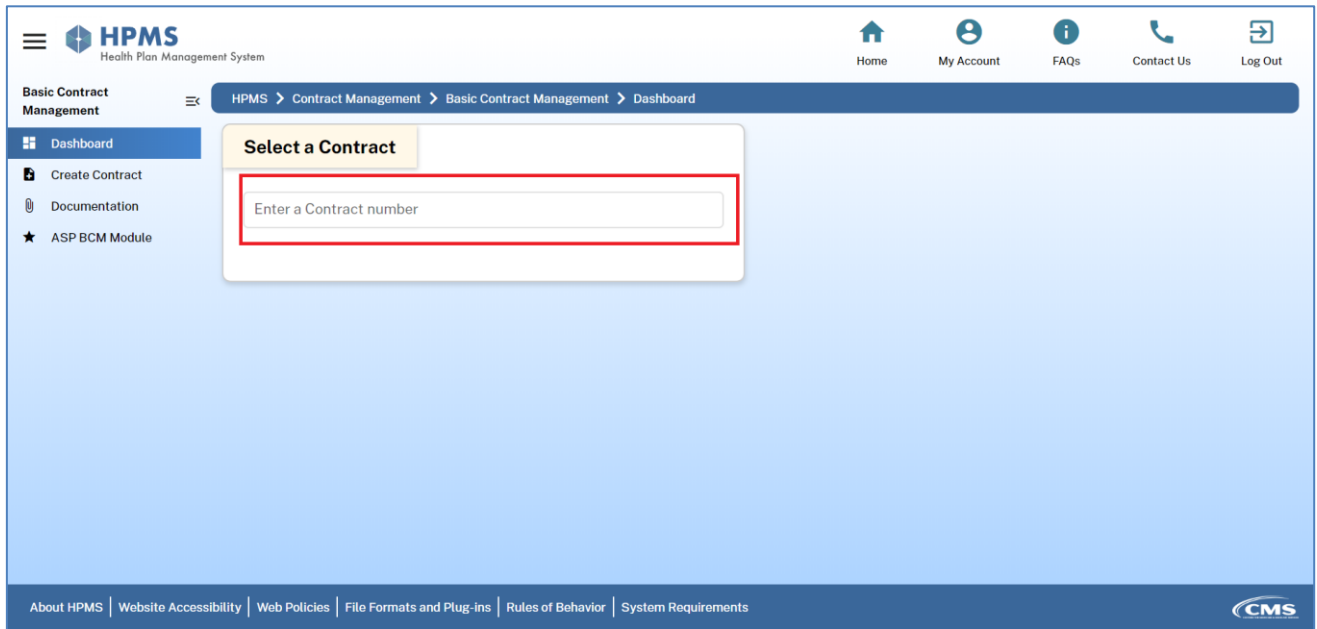 HPMS
Health Plan Management System
Home
My Account
FAQs
Contact Us
Log Out
Basic Contract
Management
HPMS > Contract Management > Basic Contract Management > Dashboard
Dashboard
Create Contract
Documentation
ASP BCM Module
Select a Contract
Enter a Contract number
About HPMS | Website Accessibility | Web Policies | File Formats and Plug-ins | Rules of Behavior | System Requirements
CMS